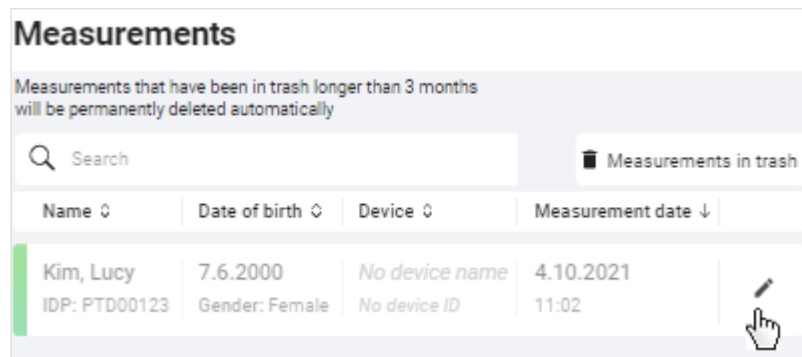 Measurements
Measurements that have been in trash longer than 3 months
will be permanently deleted automatically
Search
Measurements in trash
Name Date of birth Device Measurement date
Kim, Lucy 7.6.2000 No device name 4.10.2021
IDP: PTD00123 Gender: Female No device ID 11:02